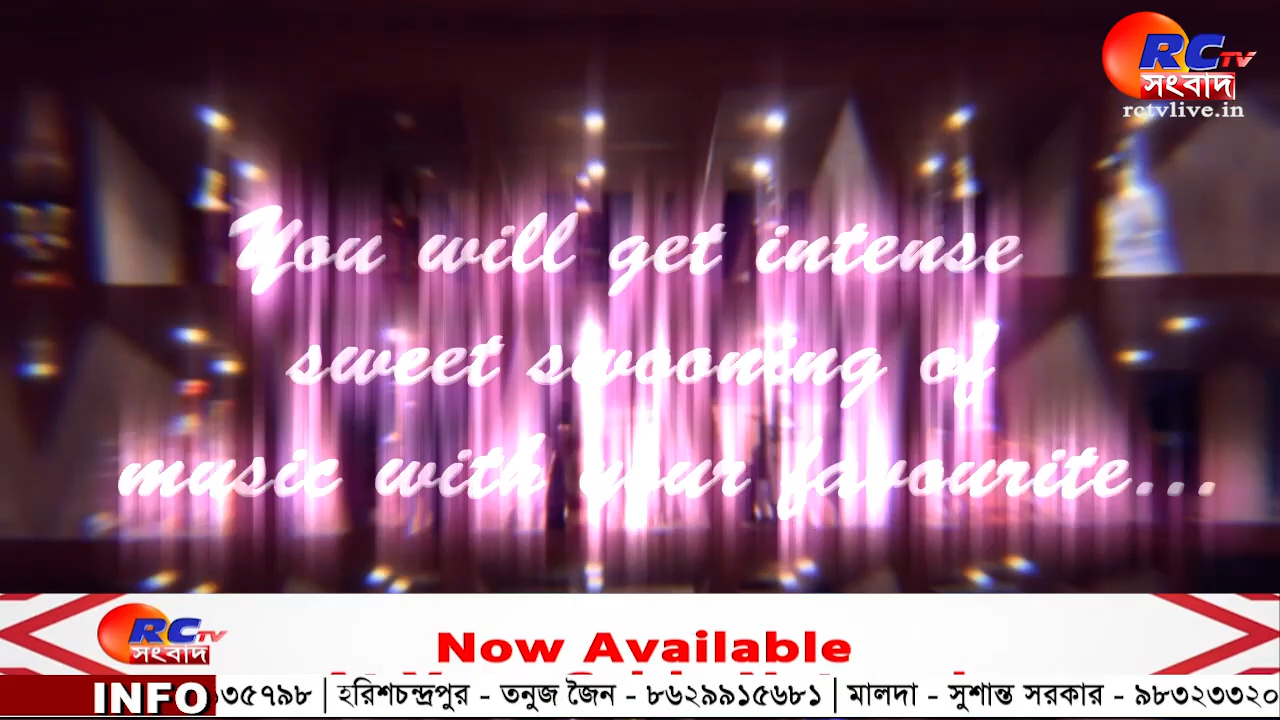 RC TV
সংবাদ
rctvlive.in
You will get intense
sweet swooning of
music with your favourite...
RC TV
সংবাদ
Now Available
INFO
৩৫৭৯৮ | হরিশচন্দ্রপুর - তনুজ জৈন - ৮৬২৯৯১৫৬৮১ | মালদা - সুশান্ত সরকার - ৯৮৩২৩৩২০